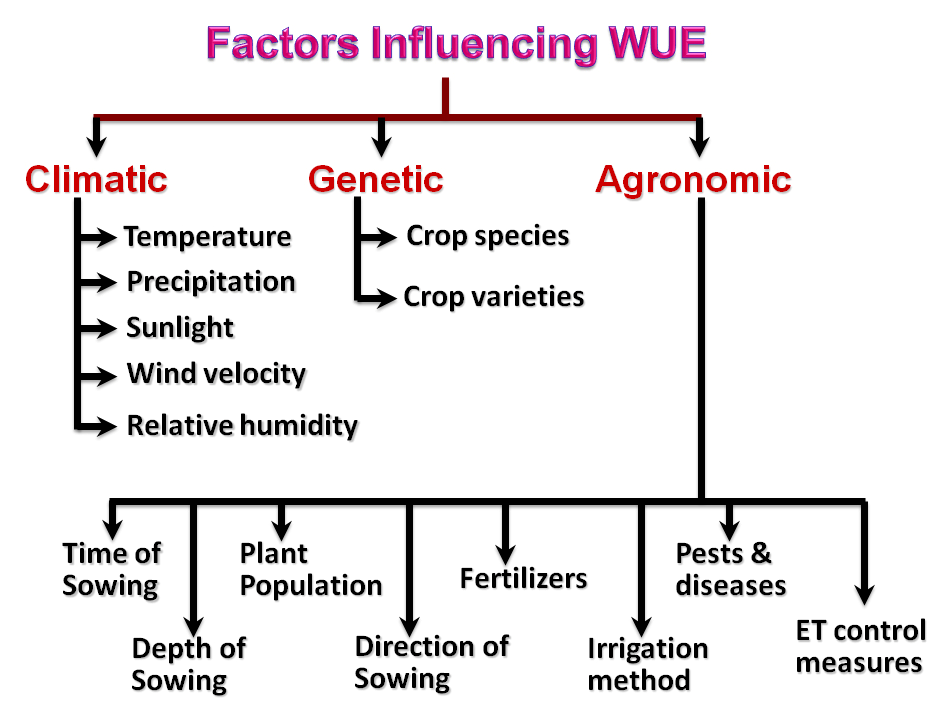 Factors Influencing WUE
Climatic
Genetic
Agronomic
Temperature
Precipitation
Sunlight
Wind velocity
Relative humidity
Crop species
Crop varieties
Time of
Sowing
Depth of
Sowing
Plant
Population
Direction of
Sowing
Fertilizers
Irrigation
method
Pests &
diseases
ET control
measures